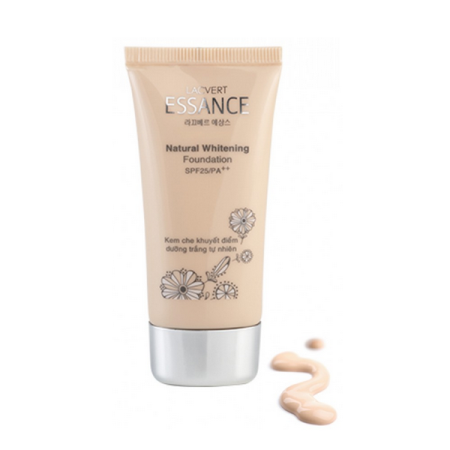 LACVERT
ESSANCE
라끄베르 에상스
Natural Whitening
Foundation
SPF25/PA++
Kem che khuyết điểm
dưỡng trắng tự nhiên